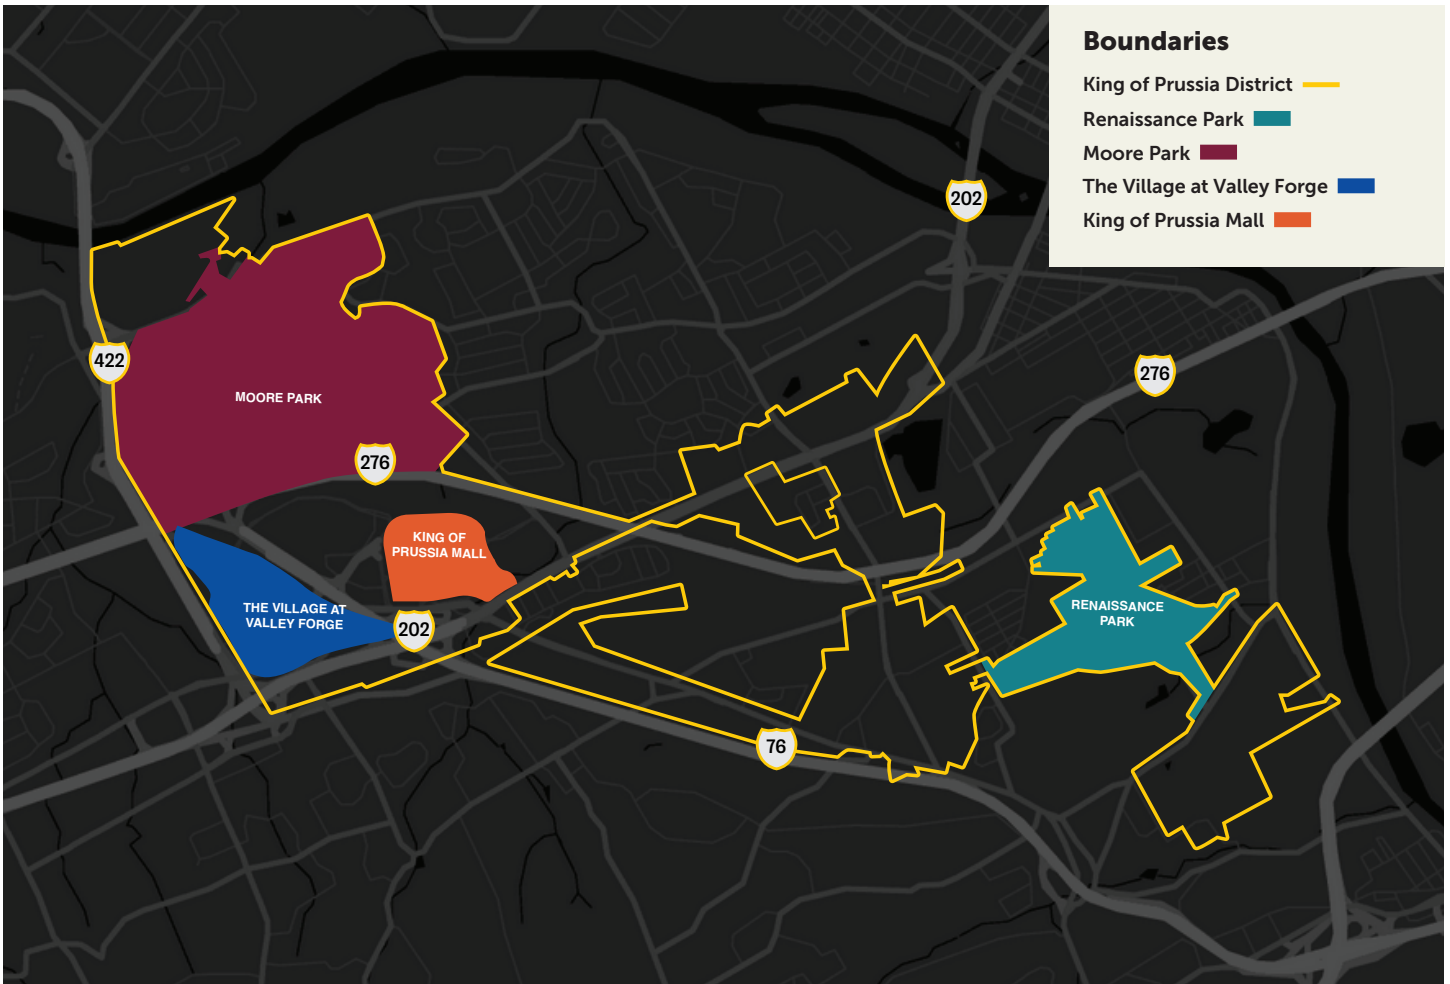 Boundaries
King of Prussia District
Renaissance Park
Moore Park
The Village at Valley Forge
King of Prussia Mall
202
422
276
MOORE PARK
276
KING OF
PRUSSIA MALL
THE VILLAGE AT
VALLEY FORGE
202
RENAISSANCE
PARK
76